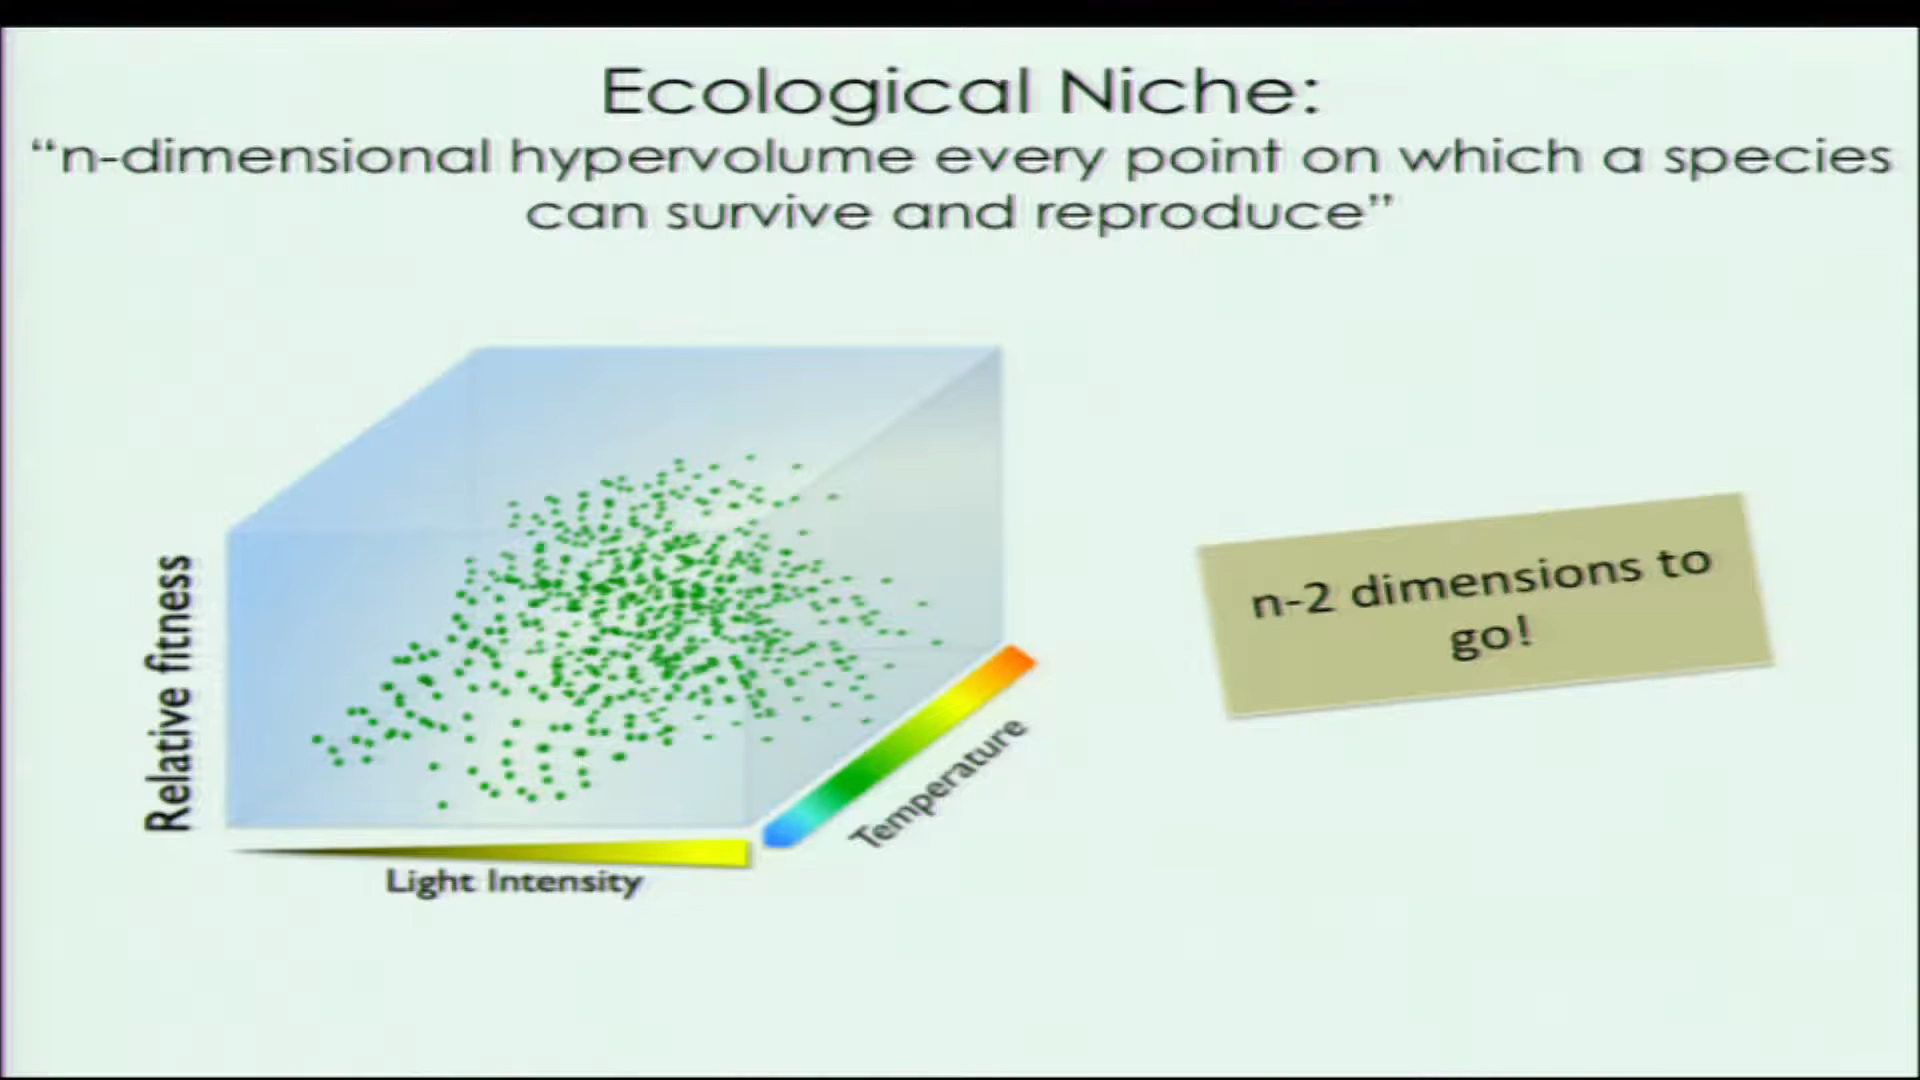 Ecological Niche:
“n-dimensional hypervolume every point on which a species
can survive and reproduce”
Relative fitness
Light Intensity
Temperature
n-2 dimensions to
go!